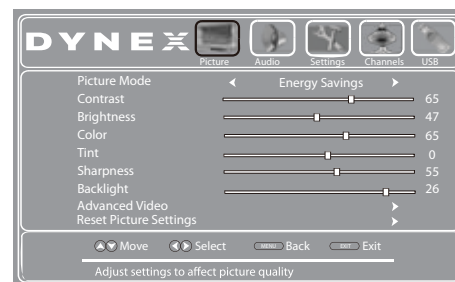 DYNEX
Picture Audio Settings Channels USB
Picture Mode Energy Savings
Contrast 65
Brightness 47
Color 65
Tint 0
Sharpness 55
Backlight 26
Advanced Video
Reset Picture Settings
Move Select MENU Back EXIT Exit
Adjust settings to affect picture quality